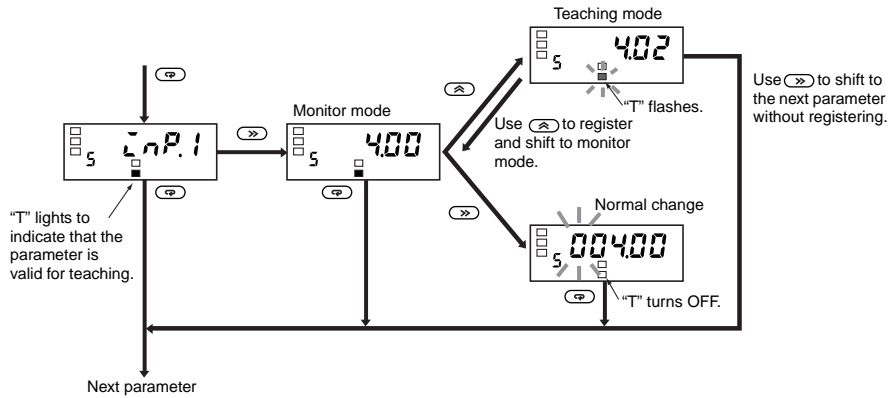 Teaching mode
S 4.02
"T" flashes.
Use to shift to
the next parameter
without registering.
Monitor mode
S inP.1
S 4.00
Use to register
and shift to monitor
mode.
"T" lights to
indicate that the
parameter is
valid for teaching.
Normal change
S 004.00
"T" turns OFF.
Next parameter